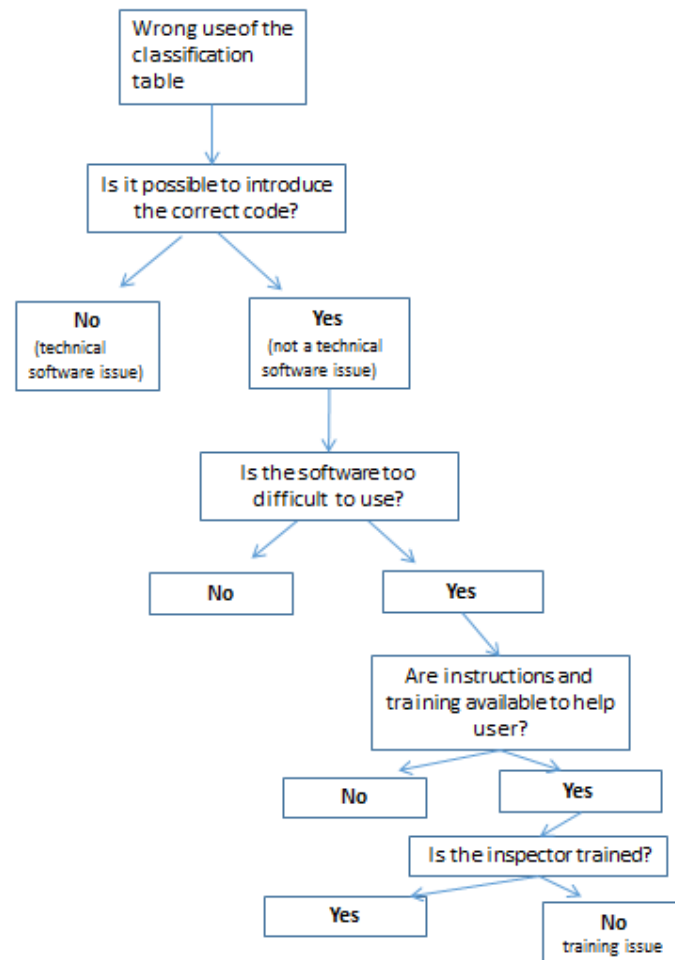 Wrong use of the
classification
table
Is it possible to introduce
the correct code?
No
(technical
software issue)
Yes
(not a technical
software issue)
Is the software too
difficult to use?
No
Yes
Are instructions and
training available to help
user?
No
Yes
Is the inspector trained?
Yes
No
training issue